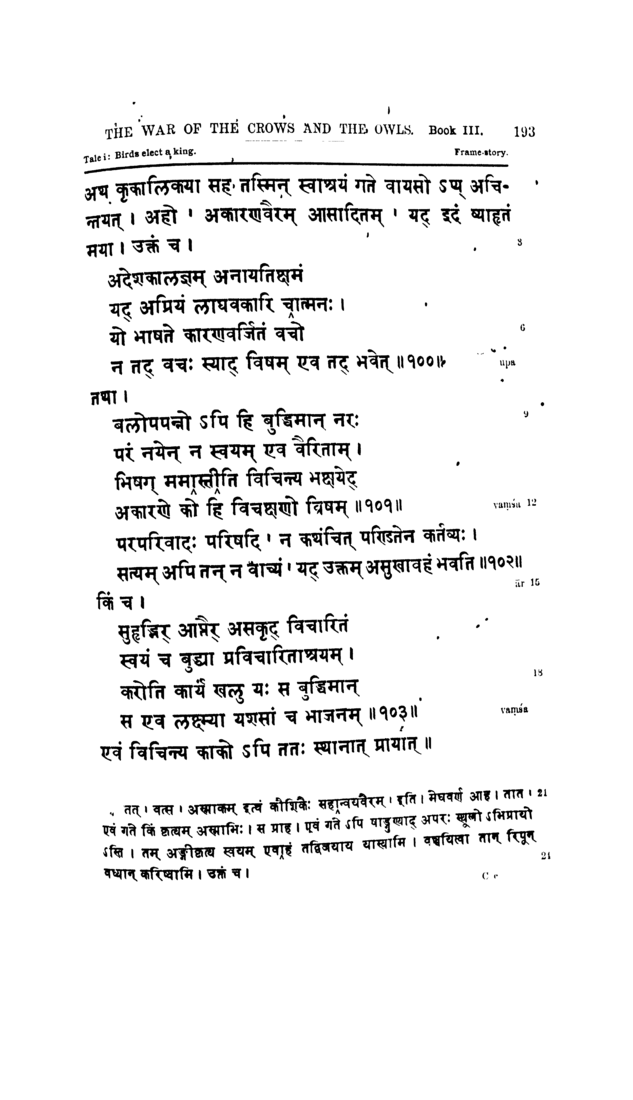 THE WAR OF THE CROWS AND THE OWLS. Book III. 193
Tale i: Birds elect a king. Frame-story.
अथ कृकालिकया सह तस्मिन् स्वाश्रयं गते वायसो ऽप्य् अचि-
न्तयत् । अहो ' अकारणवैरम् आसादितम् ' यद् इदं व्याहृतं
मया । उक्तं च । 3
अदेशकालज्ञम् अनायतिक्षमं
यद् अप्रियं लाघवकारि चात्मनः ।
यो भाषते कारणवर्जितं वचो 6
न तद् वचः स्याद् विषम् एव तद् भवेत् ॥१००॥ upa
तथा ।
बलोपपन्नो ऽपि हि बुद्धिमान् नरः 9
परं नयेन् न स्वयम् एव वैरिताम् ।
भिषग् ममास्तीति विचिन्त्य भक्षयेद्
अकारणे को हि विचक्षणो विषम् ॥१०१॥ vaṃśa 12
परपरिवादः परिषदि ' न कथंचित् पण्डितेन कर्तव्यः ।
सत्यम् अपि तन् न वाच्यं ' यद् उक्तम् असुखावहं भवति ॥१०२॥
किं च । ār 15
सुहृद्भिर् आप्तैर् असकृद् विचारितं
स्वयं च बुद्ध्या प्रविचारिताश्रयम् ।
करोति कार्यं खलु यः स बुद्धिमान् 18
स एव लक्ष्म्या यशसां च भाजनम् ॥१०३॥ vaṃśa
एवं विचिन्त्य काको ऽपि ततः स्थानात् प्रायात् ॥
तत् ' वत्स ' अस्माकम् इत्थं कौशिकैः सहान्वयवैरम् ' इति । मेघवर्ण आह । तात ' 21
एवं गते किं कृत्यम् अस्माभिः । स प्राह । एवं गते ऽपि षाड्गुण्याद् अपरः स्थूलो ऽभिप्रायो
ऽस्ति । तम् अङ्गीकृत्य स्वयम् एवाहं तद्विजयाय यास्यामि । वञ्चयित्वा तान् रिपून्
वध्यान् करिष्यामि । उक्तं च । 24
C c